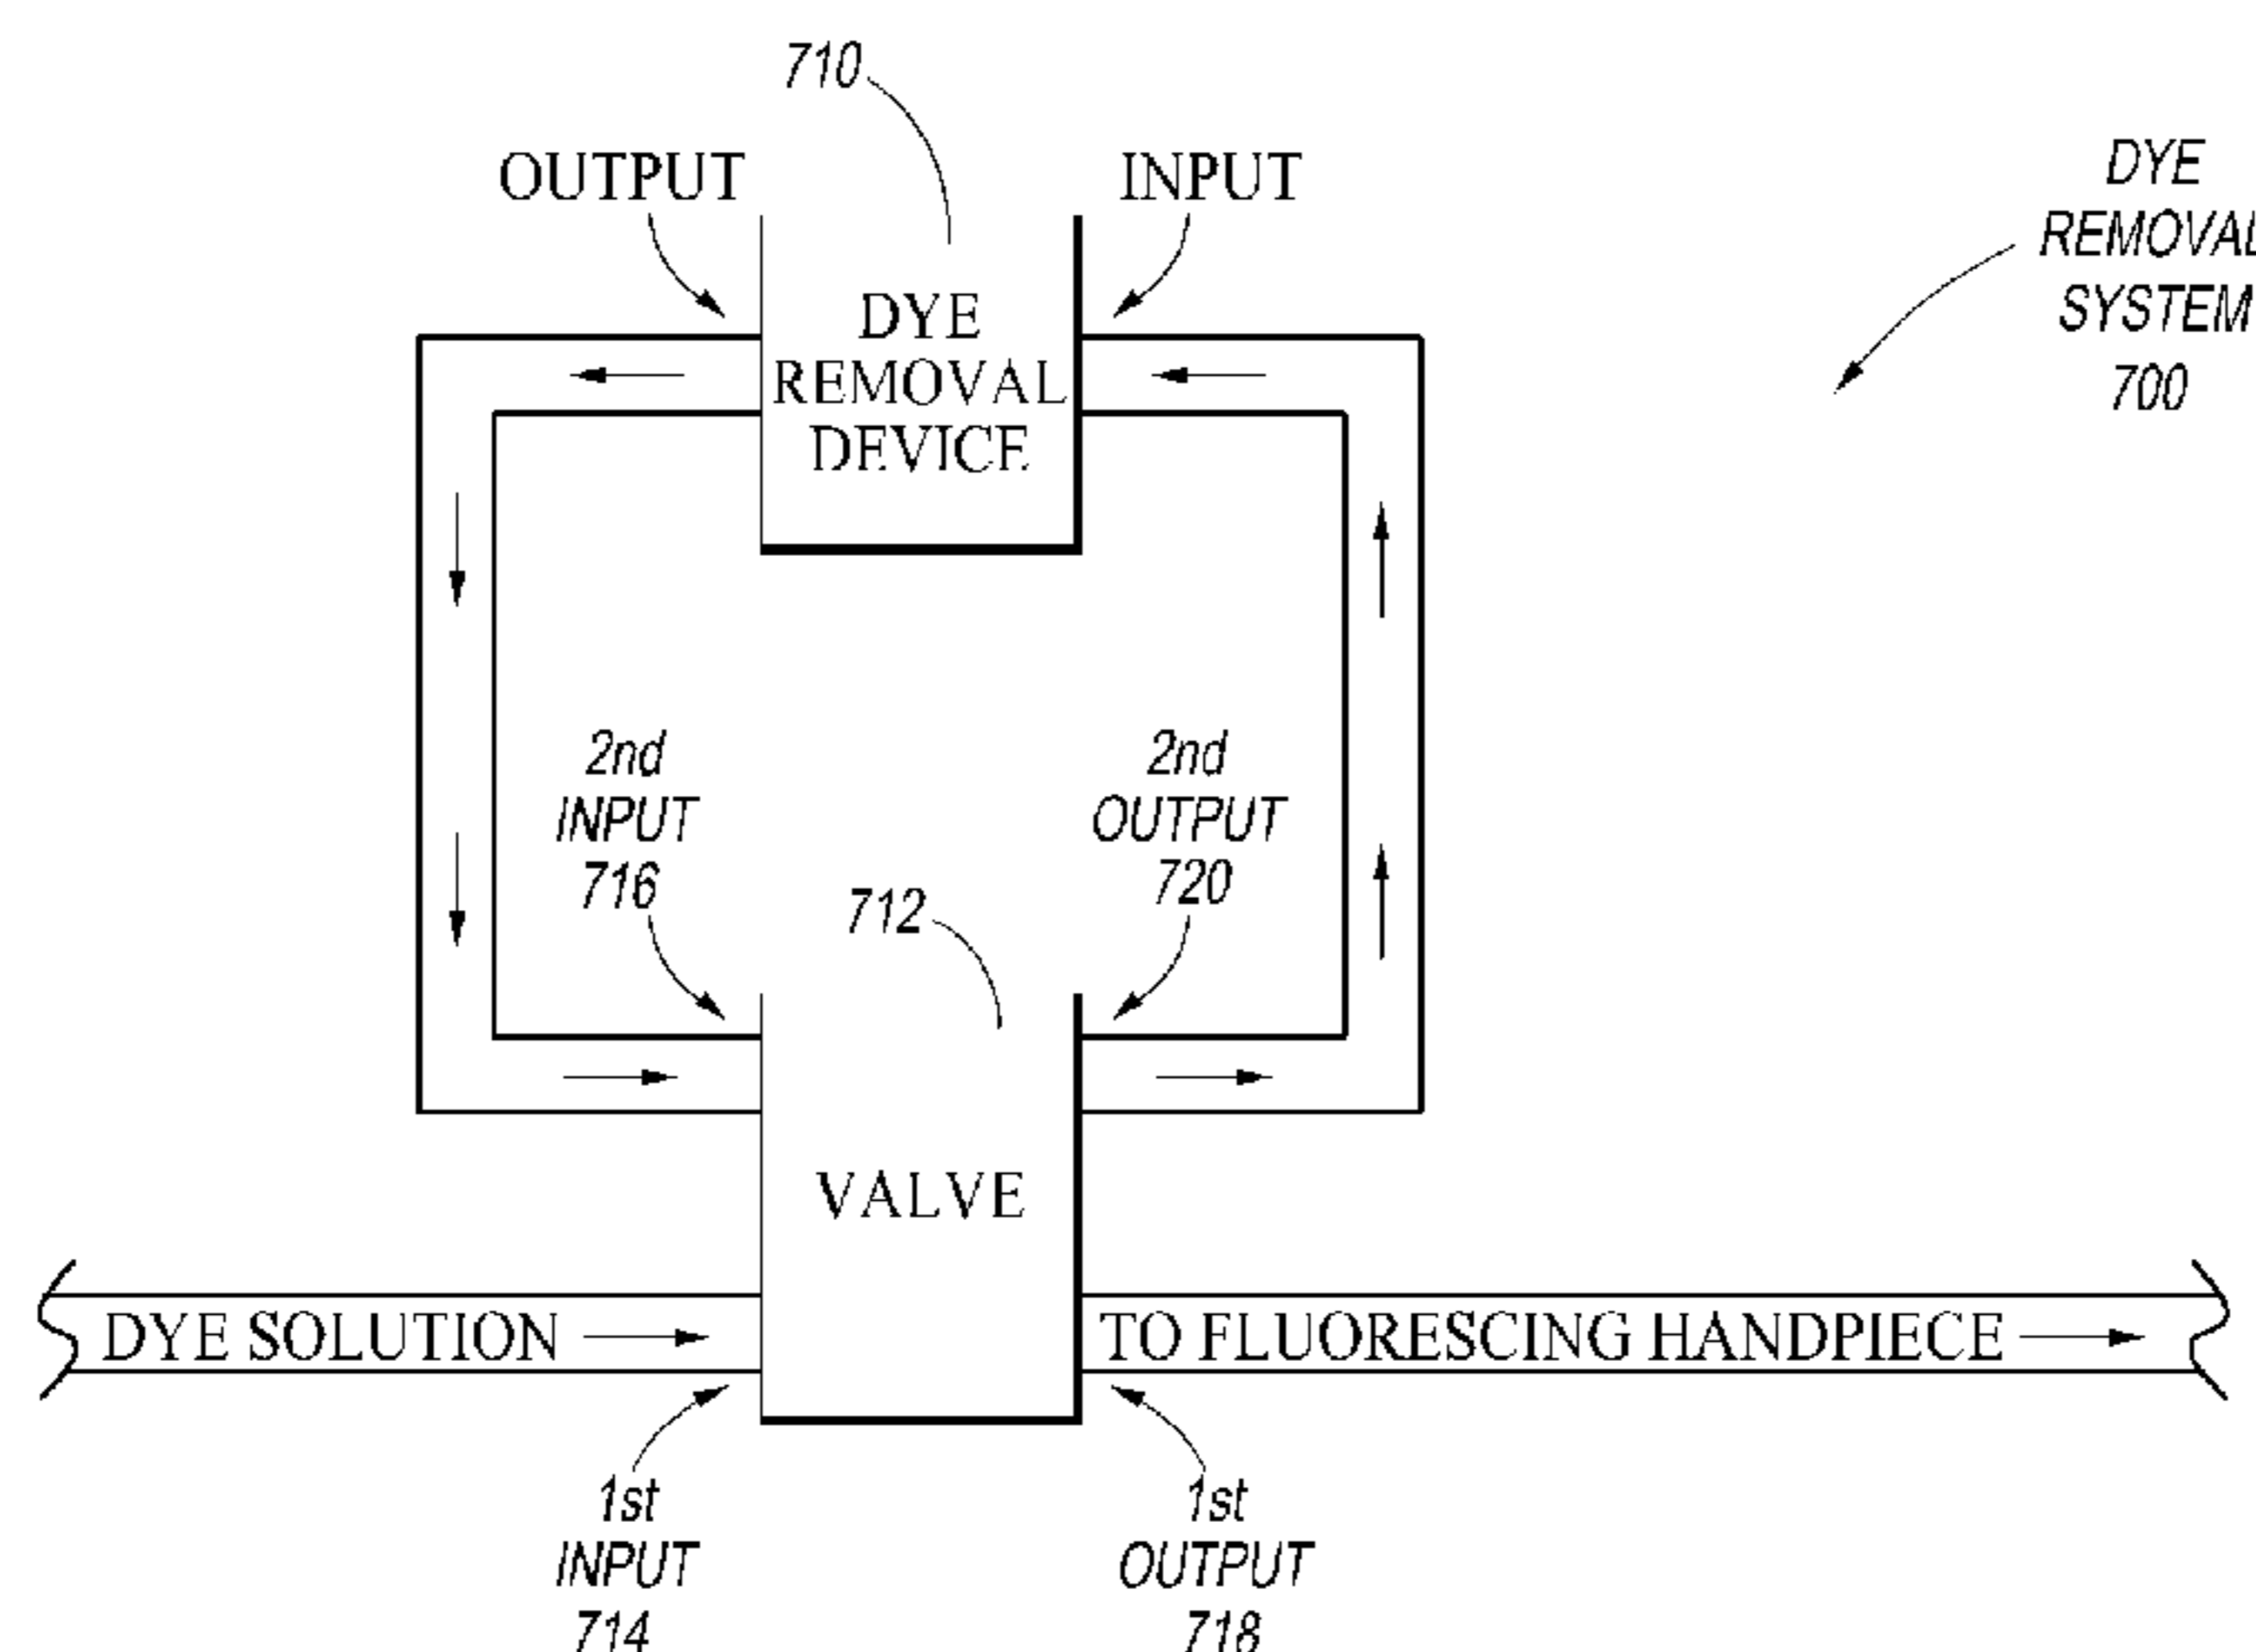 710
OUTPUT
INPUT
DYE
REMOVAL
SYSTEM
700
DYE
REMOVAL
DEVICE
2nd
INPUT
716
2nd
OUTPUT
720
712
VALVE
DYE SOLUTION
TO FLUORESCING HANDPIECE
1st
INPUT
714
1st
OUTPUT
718